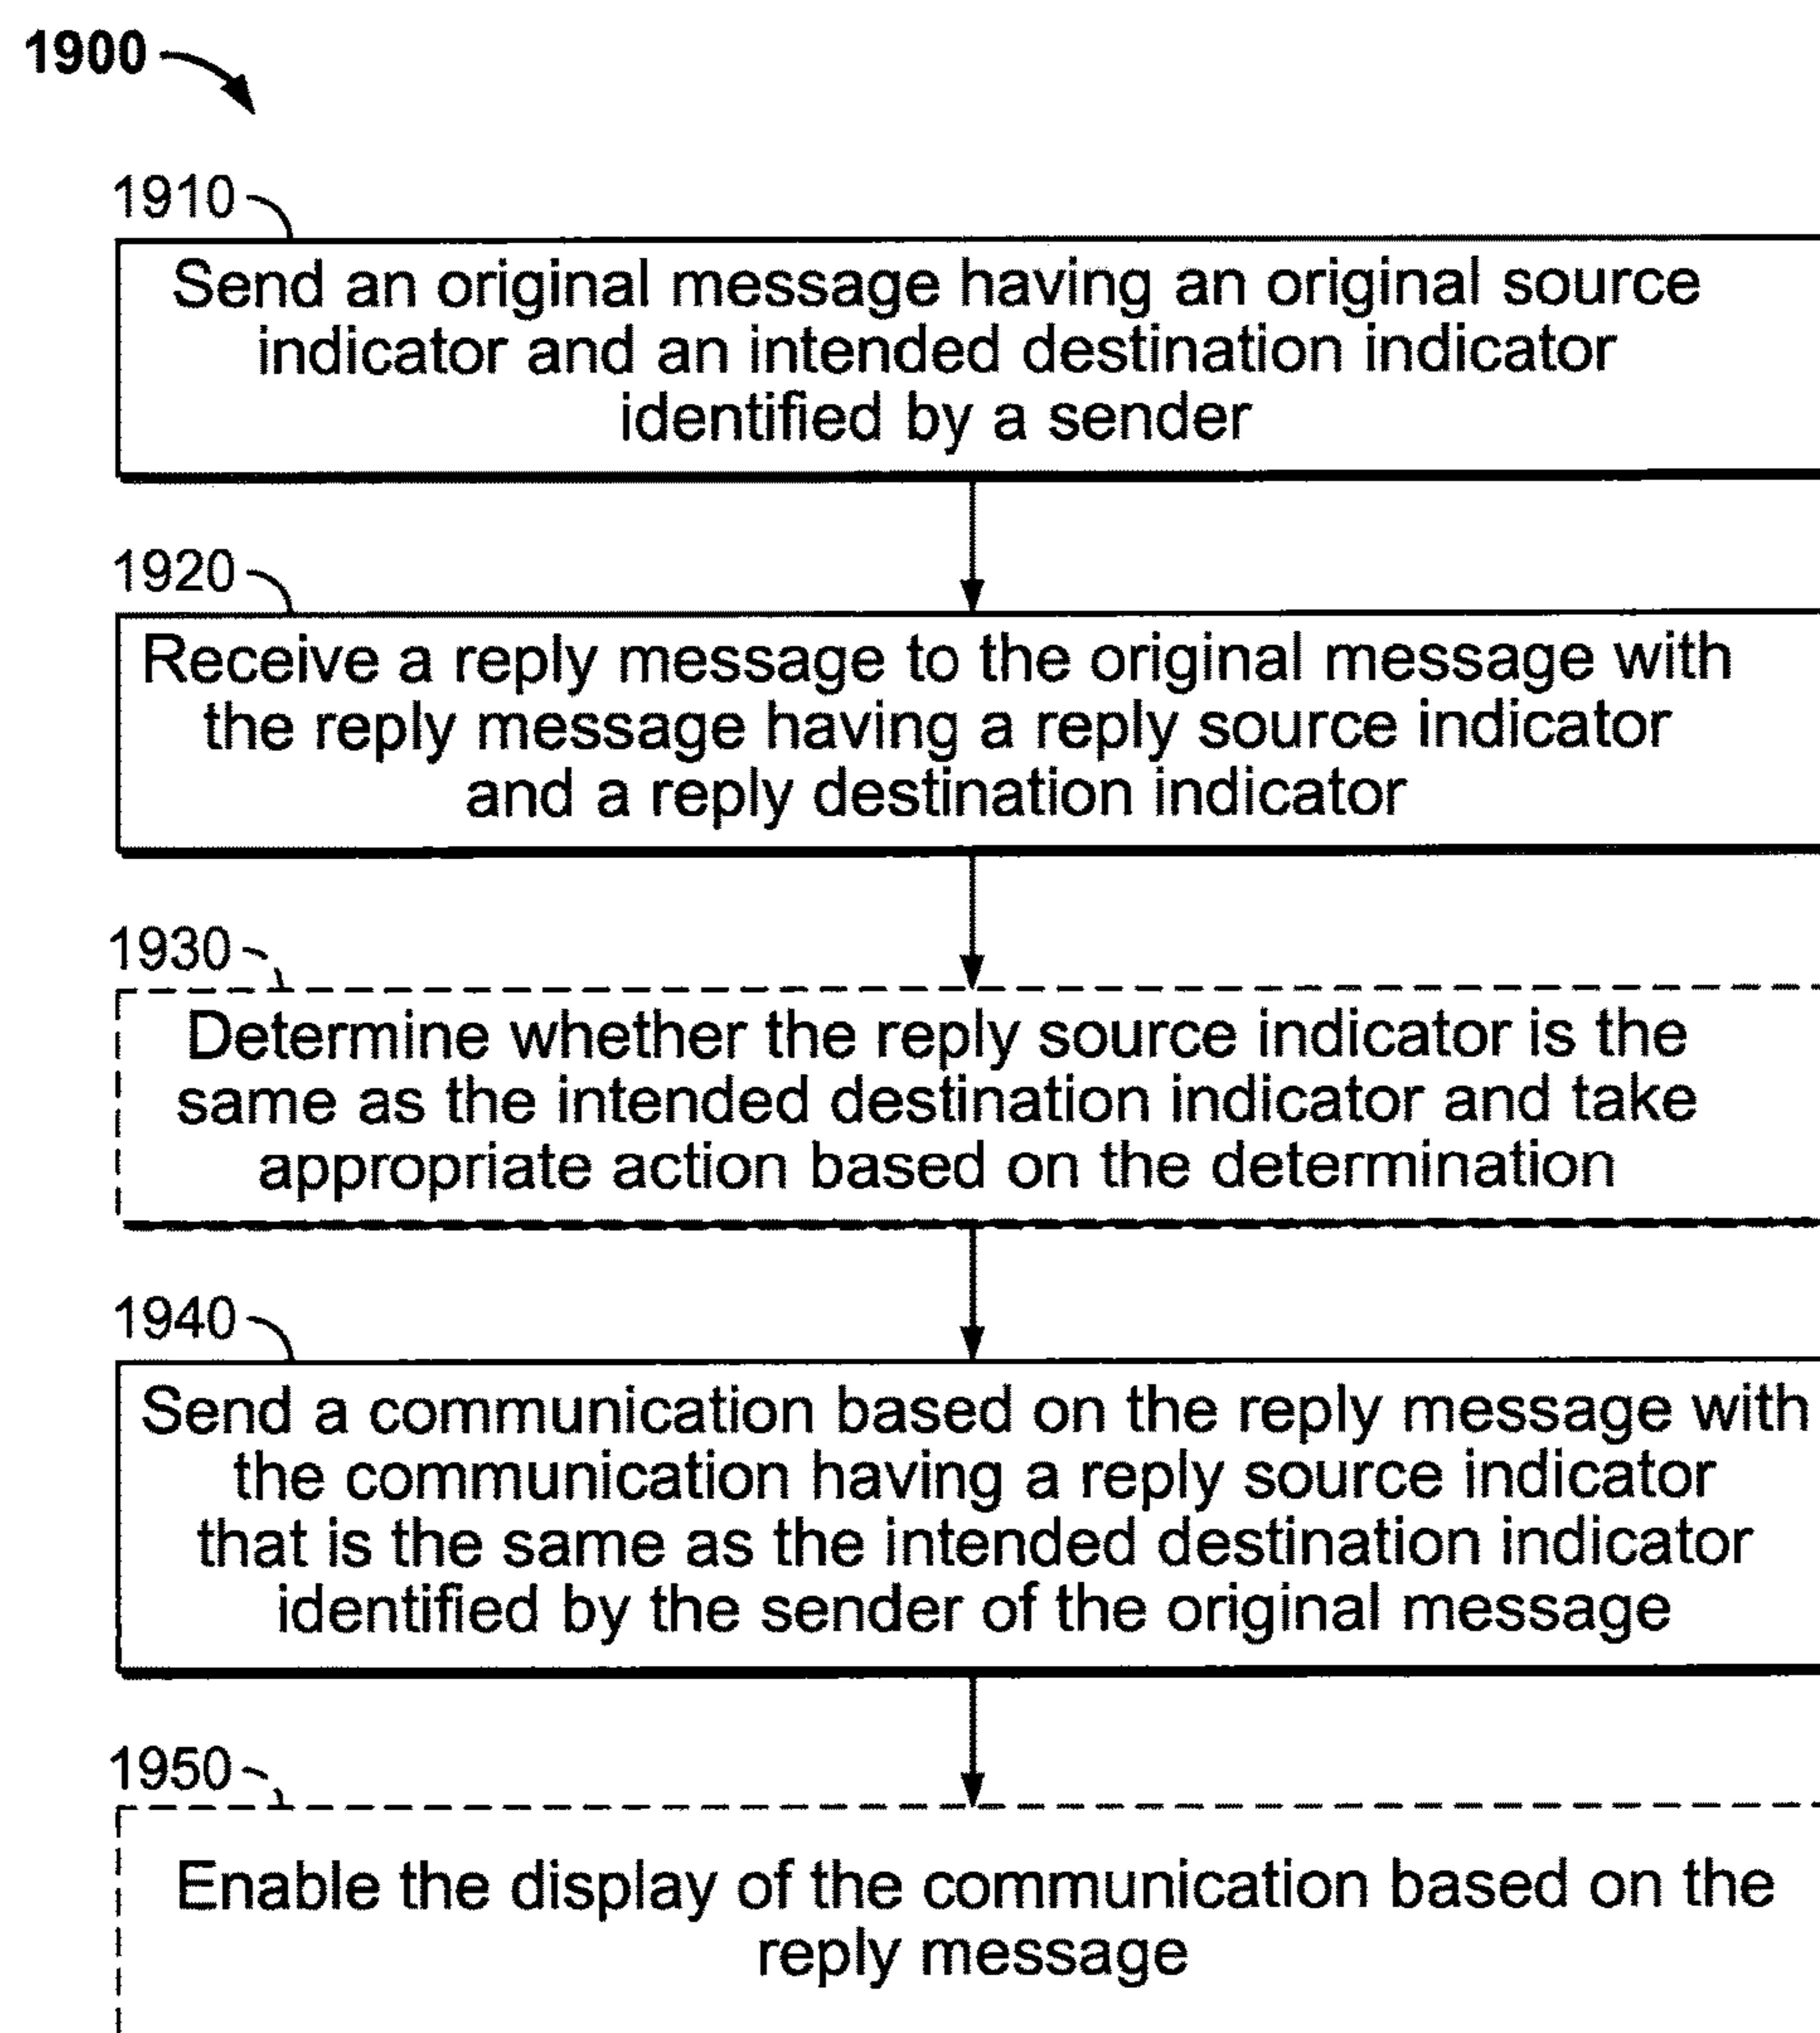 1900
1910
Send an original message having an original source
indicator and an intended destination indicator
identified by a sender
1920
Receive a reply message to the original message with
the reply message having a reply source indicator
and a reply destination indicator
1930
Determine whether the reply source indicator is the
same as the intended destination indicator and take
appropriate action based on the determination
1940
Send a communication based on the reply message with
the communication having a reply source indicator
that is the same as the intended destination indicator
identified by the sender of the original message
1950
Enable the display of the communication based on the
reply message